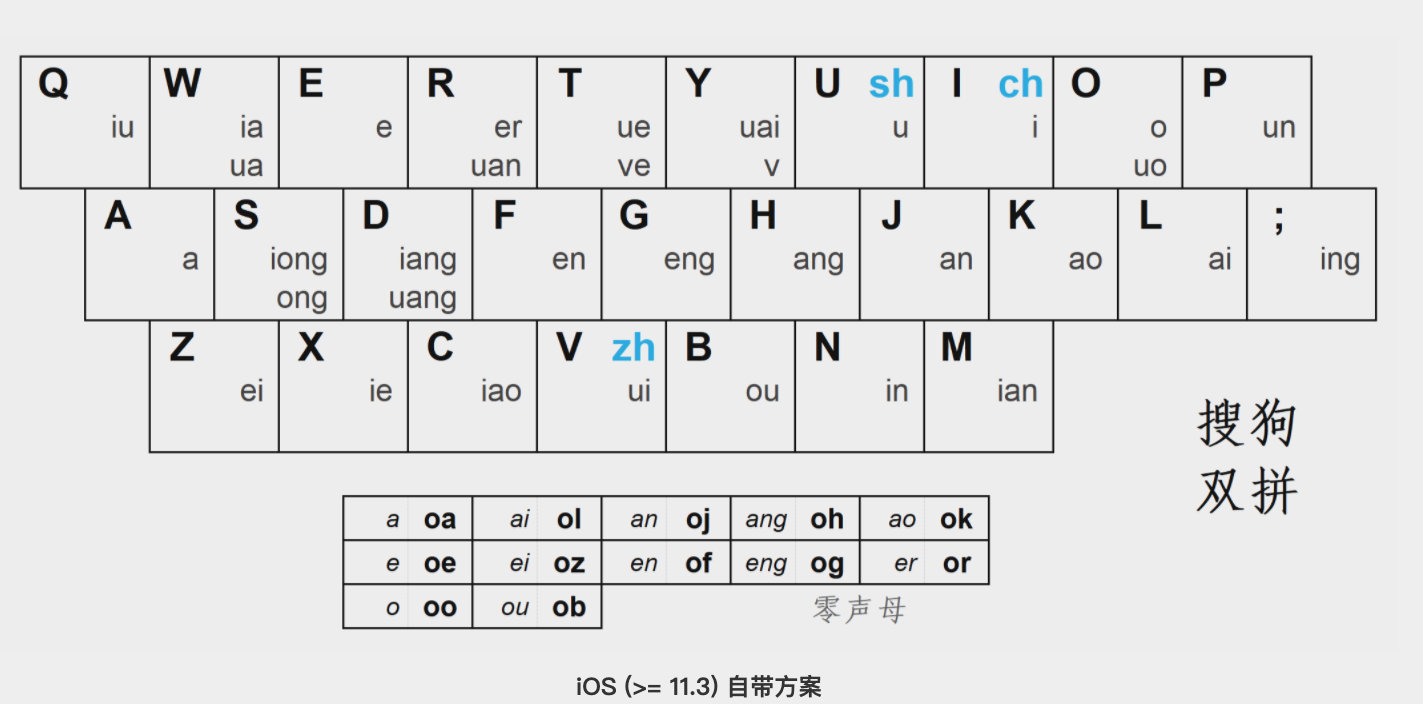 Q W E R T Y U sh I ch O P
iu ia e er ue uai u i o un
ua uan ve v uo
A S D F G H J K L ;
a iong iang en eng ang an ao ai ing
ong uang
Z X C V zh B N M
ei ie iao ui ou in ian
搜狗
双拼
a oa ai ol an oj ang oh ao ok
e oe ei oz en of eng og er or
o oo ou ob 零声母
iOS (>= 11.3) 自带方案